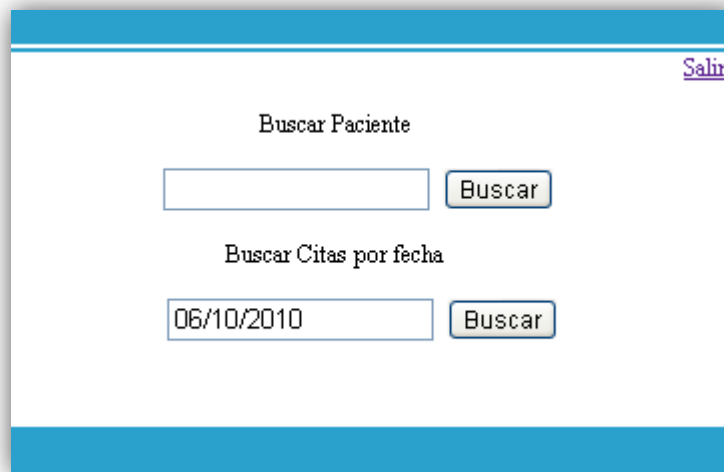 Salir
Buscar Paciente
Buscar
Buscar Citas por fecha
06/10/2010 Buscar